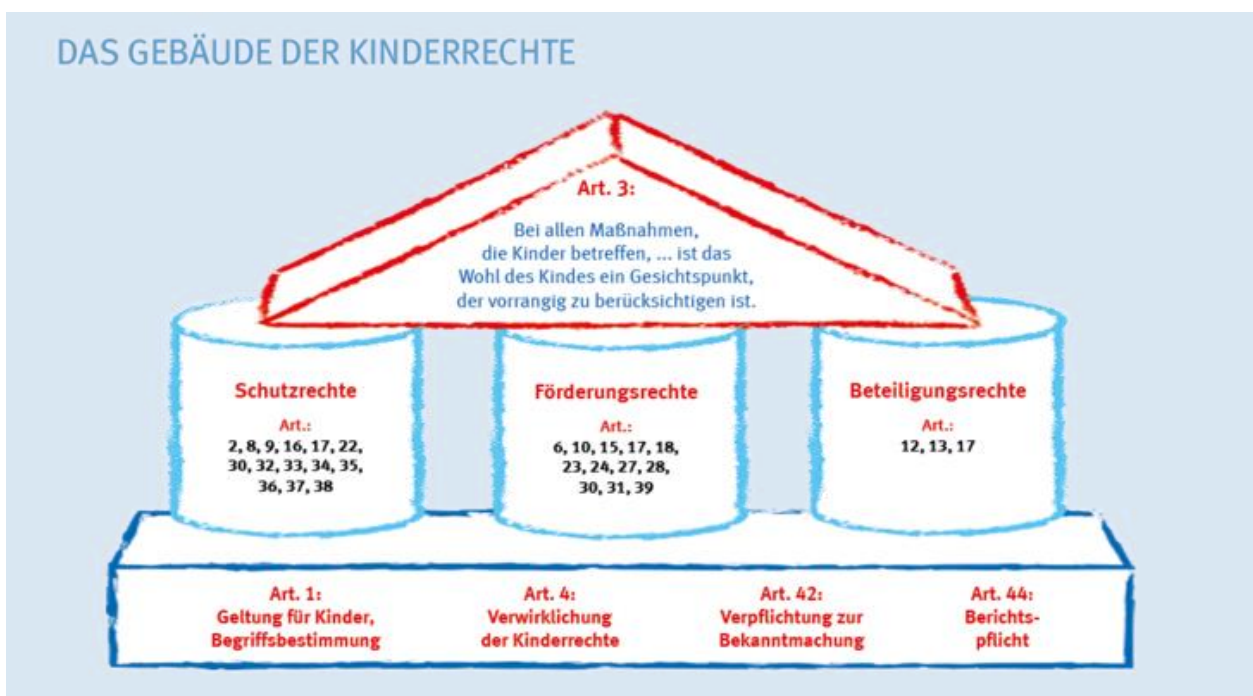 DAS GEBÄUDE DER KINDERRECHTE
Art. 3:
Bei allen Maßnahmen,
die Kinder betreffen, ... ist das
Wohl des Kindes ein Gesichtspunkt,
der vorrangig zu berücksichtigen ist.
Schutzrechte
Art.:
2, 8, 9, 16, 17, 22,
30, 32, 33, 34, 35,
36, 37, 38
Förderungsrechte
Art.:
6, 10, 15, 17, 18,
23, 24, 27, 28,
30, 31, 39
Beteiligungsrechte
Art.:
12, 13, 17
Art. 1:
Geltung für Kinder,
Begriffsbestimmung
Art. 4:
Verwirklichung
der Kinderrechte
Art. 42:
Verpflichtung zur
Bekanntmachung
Art. 44:
Berichts-
pflicht